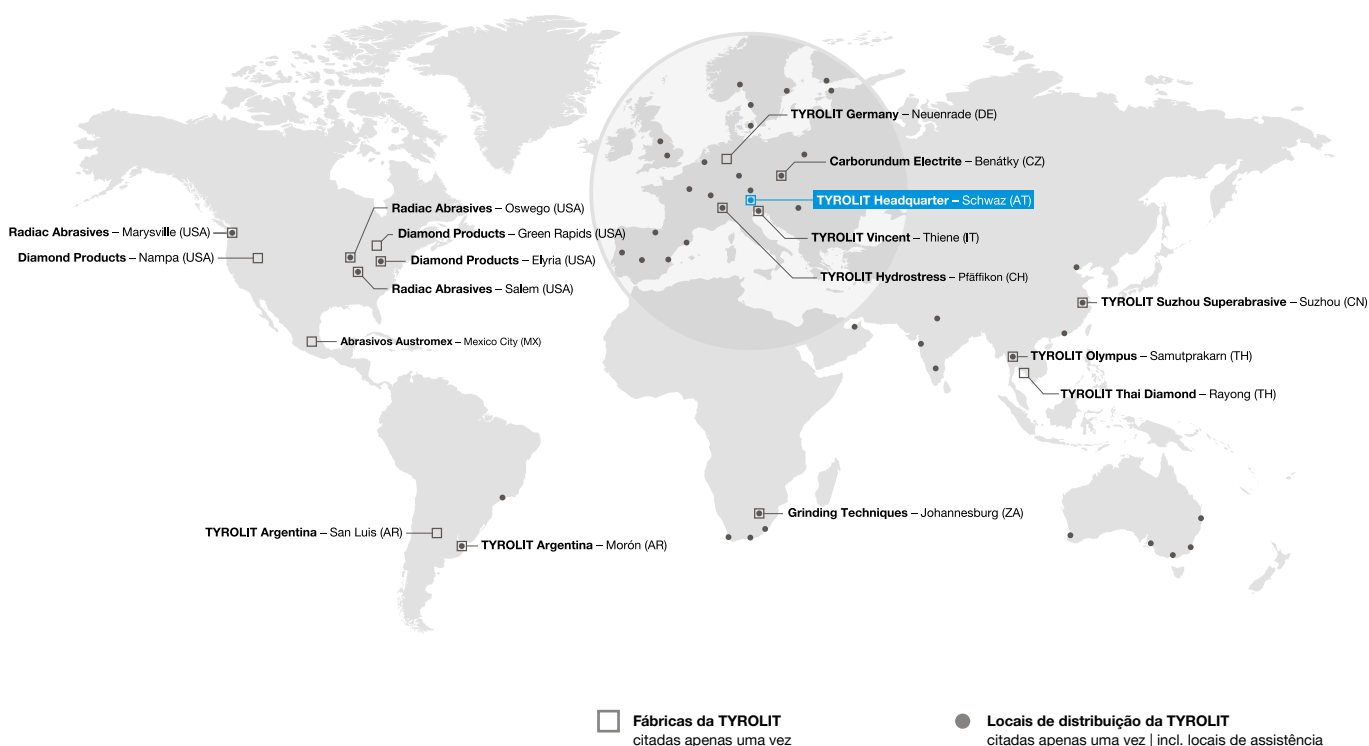 TYROLIT Germany – Neuenrade (DE)
Carborundum Electrite – Benátky (CZ)
TYROLIT Headquarter – Schwaz (AT)
Radiac Abrasives – Oswego (USA)
Radiac Abrasives – Marysville (USA)
Diamond Products – Green Rapids (USA)
TYROLIT Vincent – Thiene (IT)
Diamond Products – Nampa (USA)
Diamond Products – Elyria (USA)
TYROLIT Hydrostress – Pfäffikon (CH)
Radiac Abrasives – Salem (USA)
TYROLIT Suzhou Superabrasive – Suzhou (CN)
Abrasivos Austromex – Mexico City (MX)
TYROLIT Olympus – Samutprakarn (TH)
TYROLIT Thai Diamond – Rayong (TH)
Grinding Techniques – Johannesburg (ZA)
TYROLIT Argentina – San Luis (AR)
TYROLIT Argentina – Morón (AR)
Fábricas da TYROLIT
citadas apenas uma vez
Locais de distribuição da TYROLIT
citadas apenas uma vez | incl. locais de assistência